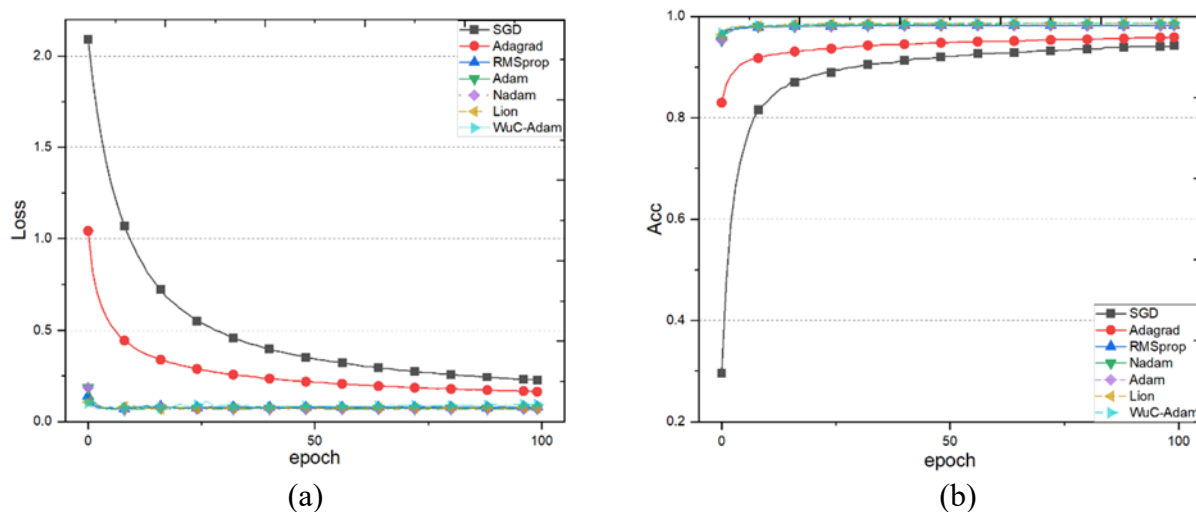 2.0
1.5
1.0
0.5
0.0
Loss
0
50
100
epoch
SGD
Adagrad
RMSprop
Adam
Nadam
Lion
WuC-Adam
(a)
1.0
0.8
0.6
0.4
0.2
Acc
0
50
100
epoch
SGD
Adagrad
RMSprop
Nadam
Adam
Lion
WuC-Adam
(b)